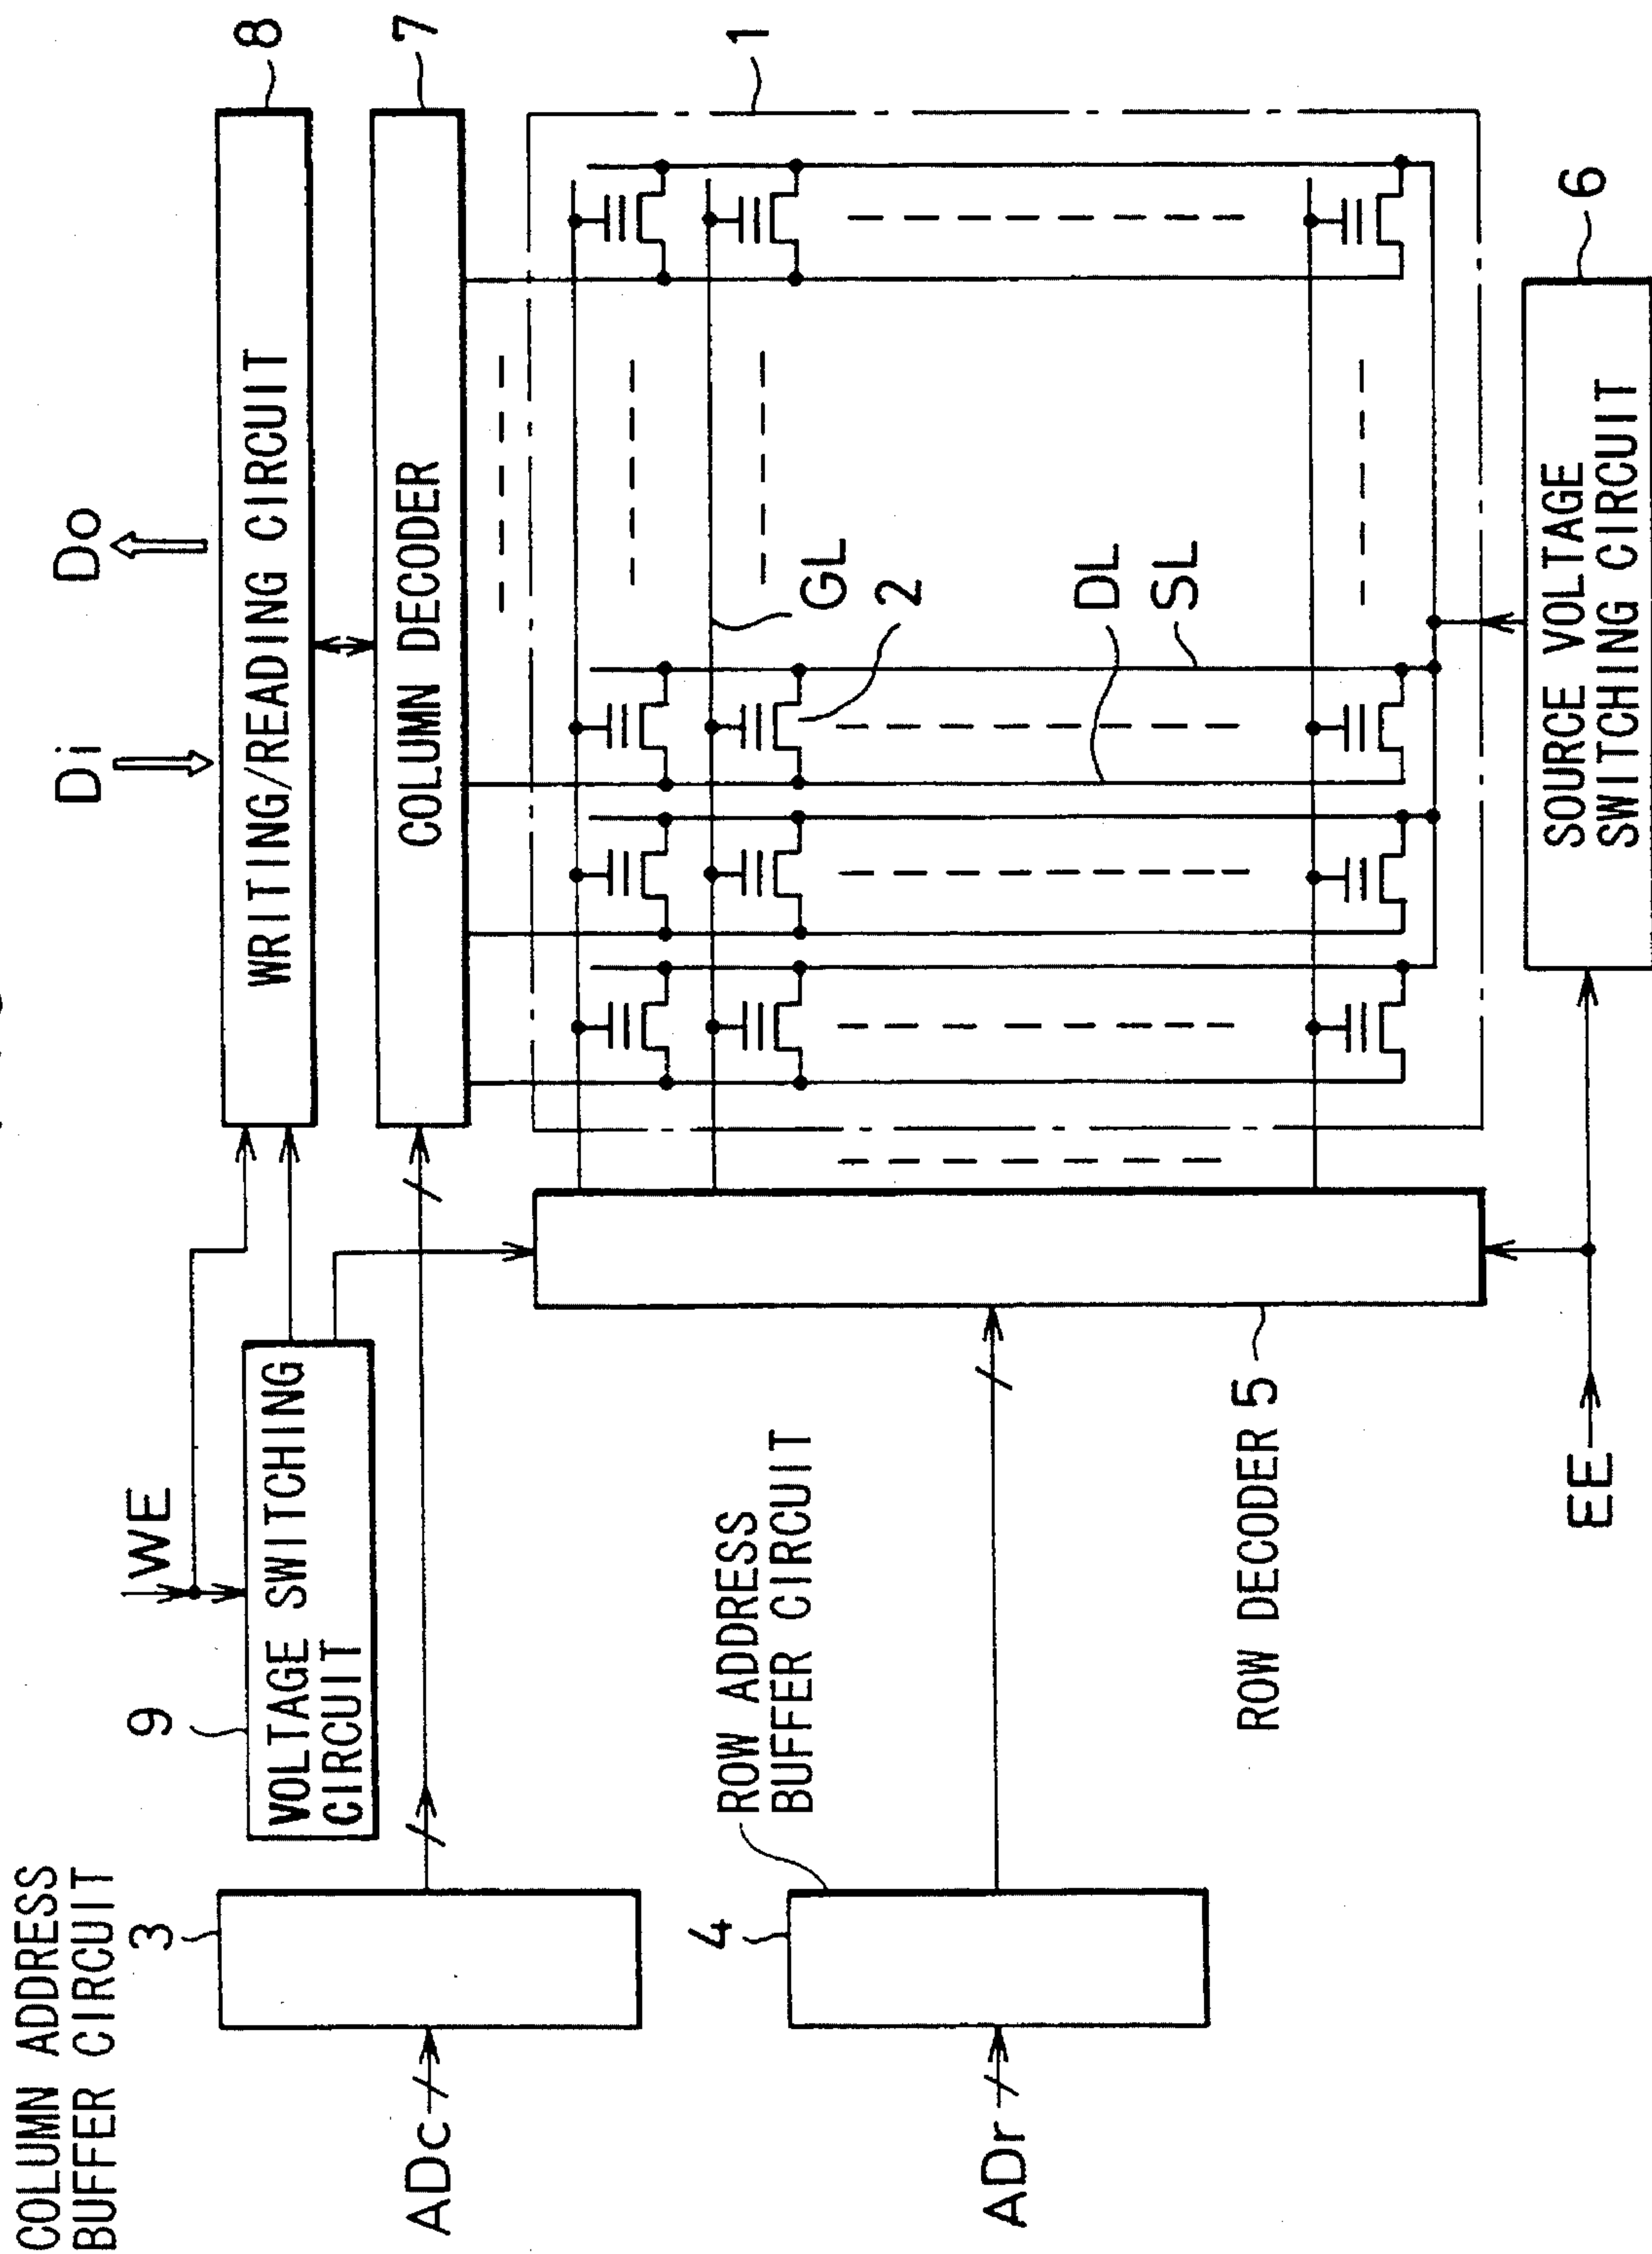 COLUMN ADDRESS
BUFFER CIRCUIT
3
ADc
9
VOLTAGE SWITCHING
CIRCUIT
WE
Di
Do
WRITING/READING CIRCUIT
8
COLUMN DECODER
7
1
ROW ADDRESS
BUFFER CIRCUIT
4
ADr
ROW DECODER 5
GL
2
DL
SL
SOURCE VOLTAGE
SWITCHING CIRCUIT
6
EE